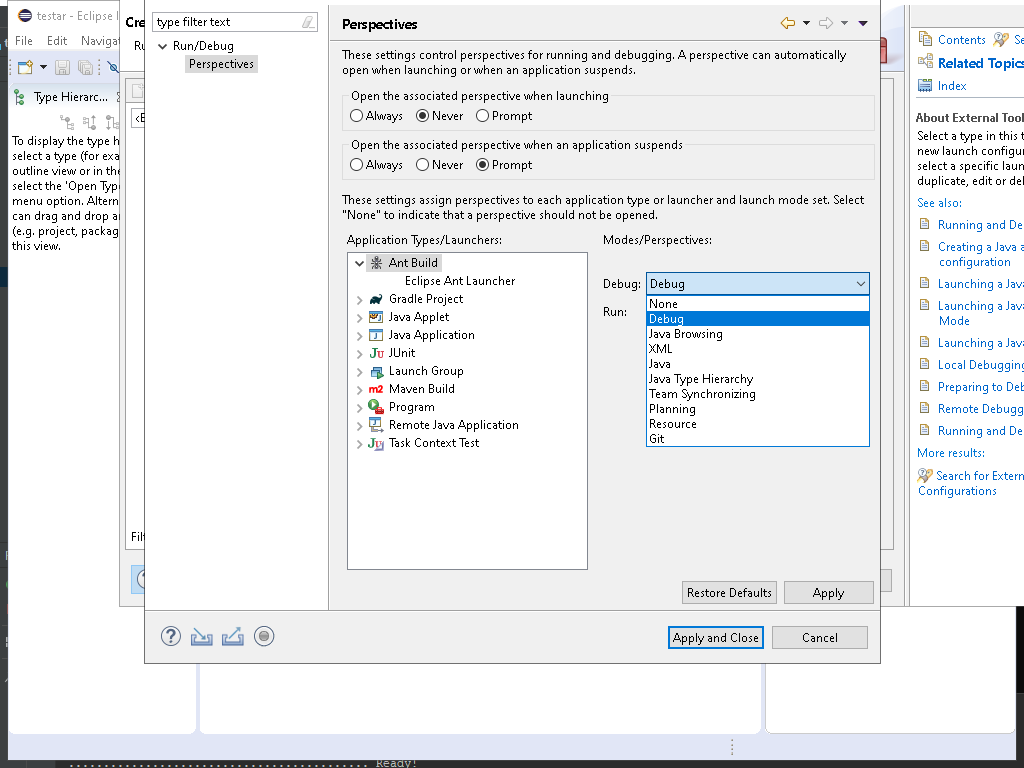 testar - Eclipse I
File Edit Navigat
Type Hierarc...
To display the type h
select a type (for exa
outline view or in the
select the 'Open Type
menu option. Altern
can drag and drop a
(e.g. project, packag
this view.
Cre
Ru
Filt
type filter text
Run/Debug
Perspectives
Perspectives
These settings control perspectives for running and debugging. A perspective can automatically
open when launching or when an application suspends.
Open the associated perspective when launching
Always Never Prompt
Open the associated perspective when an application suspends
Always Never Prompt
These settings assign perspectives to each application type or launcher and launch mode set. Select
"None" to indicate that a perspective should not be opened.
Application Types/Launchers:
Ant Build
Eclipse Ant Launcher
Gradle Project
Java Applet
Java Application
JUnit
Launch Group
Maven Build
Program
Remote Java Application
Task Context Test
Modes/Perspectives:
Debug: Debug
Run:
None
Debug
Java Browsing
XML
Java
Java Type Hierarchy
Team Synchronizing
Planning
Resource
Git
Restore Defaults Apply
Apply and Close Cancel
Contents Se
Related Topics
Index
About External Tool
Select a type in this t
new launch configur
select a specific laun
duplicate, edit or del
See also:
Running and De
Creating a Java a
configuration
Launching a Java
Launching a Java
Mode
Launching a Java
Local Debugging
Preparing to Deb
Remote Debugg
Running and De
More results:
Search for Extern
Configurations
Ready!